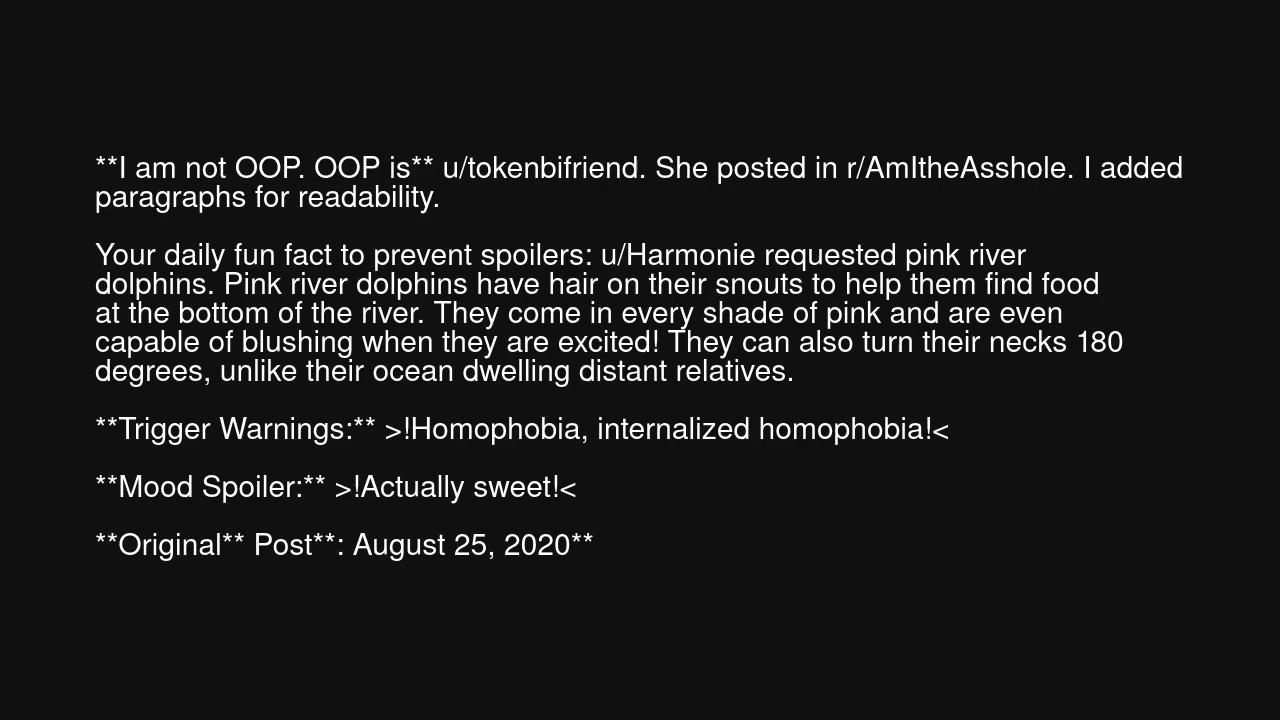 **I am not OOP. OOP is** u/tokenbifriend. She posted in r/AmItheAsshole. I added
paragraphs for readability.
Your daily fun fact to prevent spoilers: u/Harmonie requested pink river
dolphins. Pink river dolphins have hair on their snouts to help them find food
at the bottom of the river. They come in every shade of pink and are even
capable of blushing when they are excited! They can also turn their necks 180
degrees, unlike their ocean dwelling distant relatives.
**Trigger Warnings:** >!Homophobia, internalized homophobia!<
**Mood Spoiler:** >!Actually sweet!<
**Original** Post**: August 25, 2020**